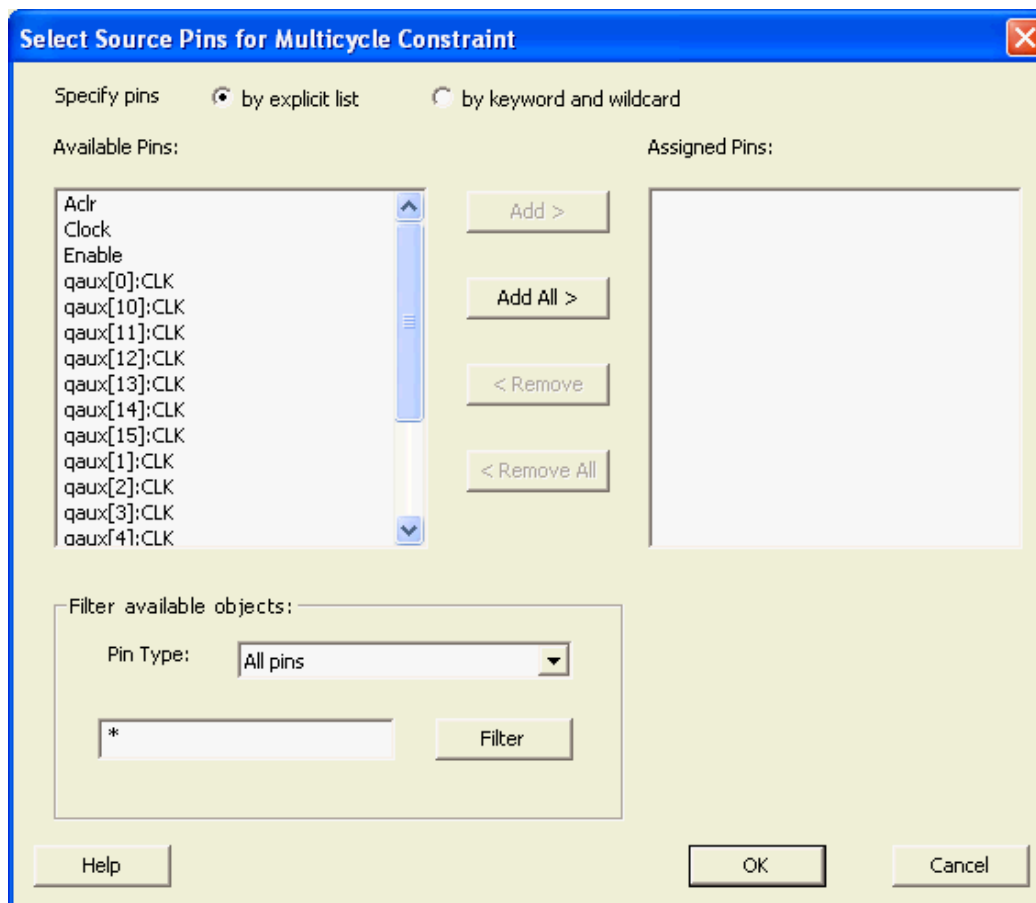 Select Source Pins for Multicycle Constraint
Specify pins by explicit list by keyword and wildcard
Available Pins: Assigned Pins:
Aclr
Clock
Enable
qaux[0]:CLK
qaux[10]:CLK
qaux[11]:CLK
qaux[12]:CLK
qaux[13]:CLK
qaux[14]:CLK
qaux[15]:CLK
qaux[1]:CLK
qaux[2]:CLK
qaux[3]:CLK
qaux[4]:CLK
Add >
Add All >
< Remove
< Remove All
Filter available objects:
Pin Type: All pins
* Filter
Help OK Cancel